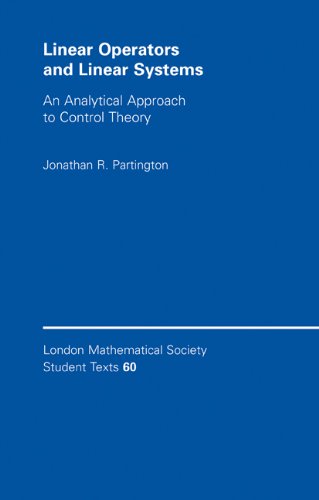 Linear Operators
and Linear Systems
An Analytical Approach
to Control Theory
Jonathan R. Partington
London Mathematical Society
Student Texts 60